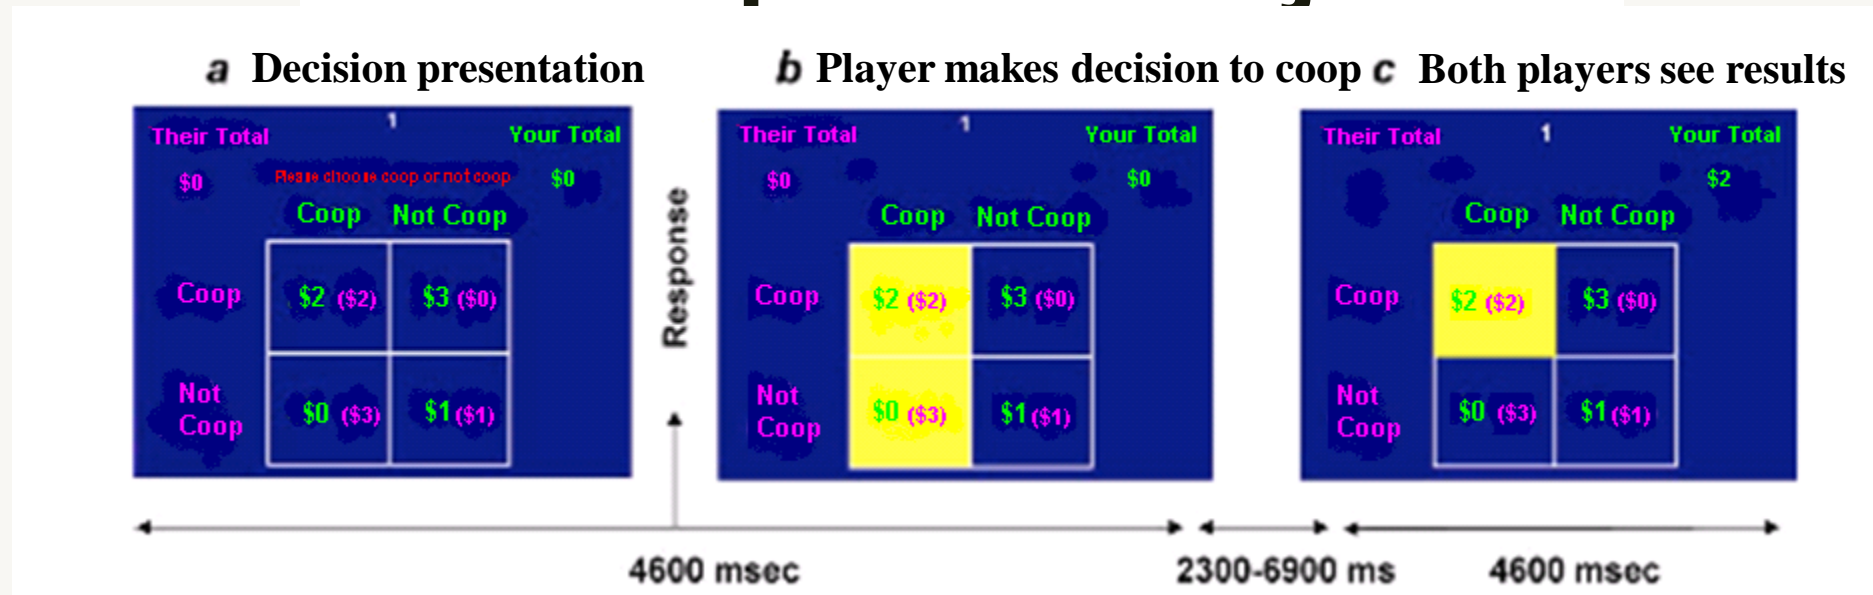 a Decision presentation
Their Total
1
Your Total
$0
Please choose coop or not coop
$0
Coop Not Coop
Coop
$2 ($2)
$3 ($0)
Not
Coop
$0 ($3)
$1 ($1)
Response
b Player makes decision to coop
Their Total
1
Your Total
$0
$0
Coop Not Coop
Coop
$2 ($2)
$3 ($0)
Not
Coop
$0 ($3)
$1 ($1)
c Both players see results
Their Total
1
Your Total
$2
Coop Not Coop
Coop
$2 ($2)
$3 ($0)
Not
Coop
$0 ($3)
$1 ($1)
4600 msec
2300-6900 ms
4600 msec